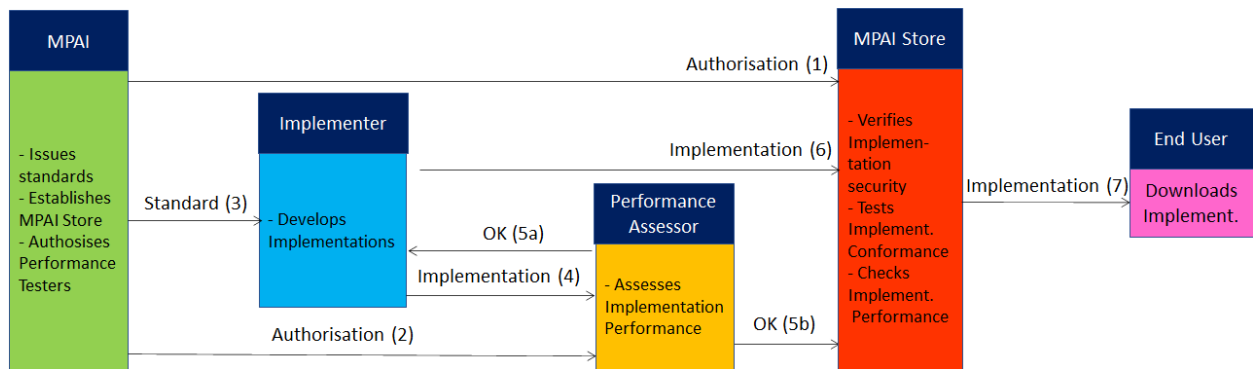 MPAI
- Issues
standards
- Establishes
MPAI Store
- Authosises
Performance
Testers
Authorisation (1)
Standard (3)
Authorisation (2)
Implementer
- Develops
Implementations
Implementation (6)
OK (5a)
Implementation (4)
Performance
Assessor
- Assesses
Implementation
Performance
OK (5b)
MPAI Store
- Verifies
Implemen-
tation
security
- Tests
Implement.
Conformance
- Checks
Implement.
Performance
Implementation (7)
End User
Downloads
Implement.